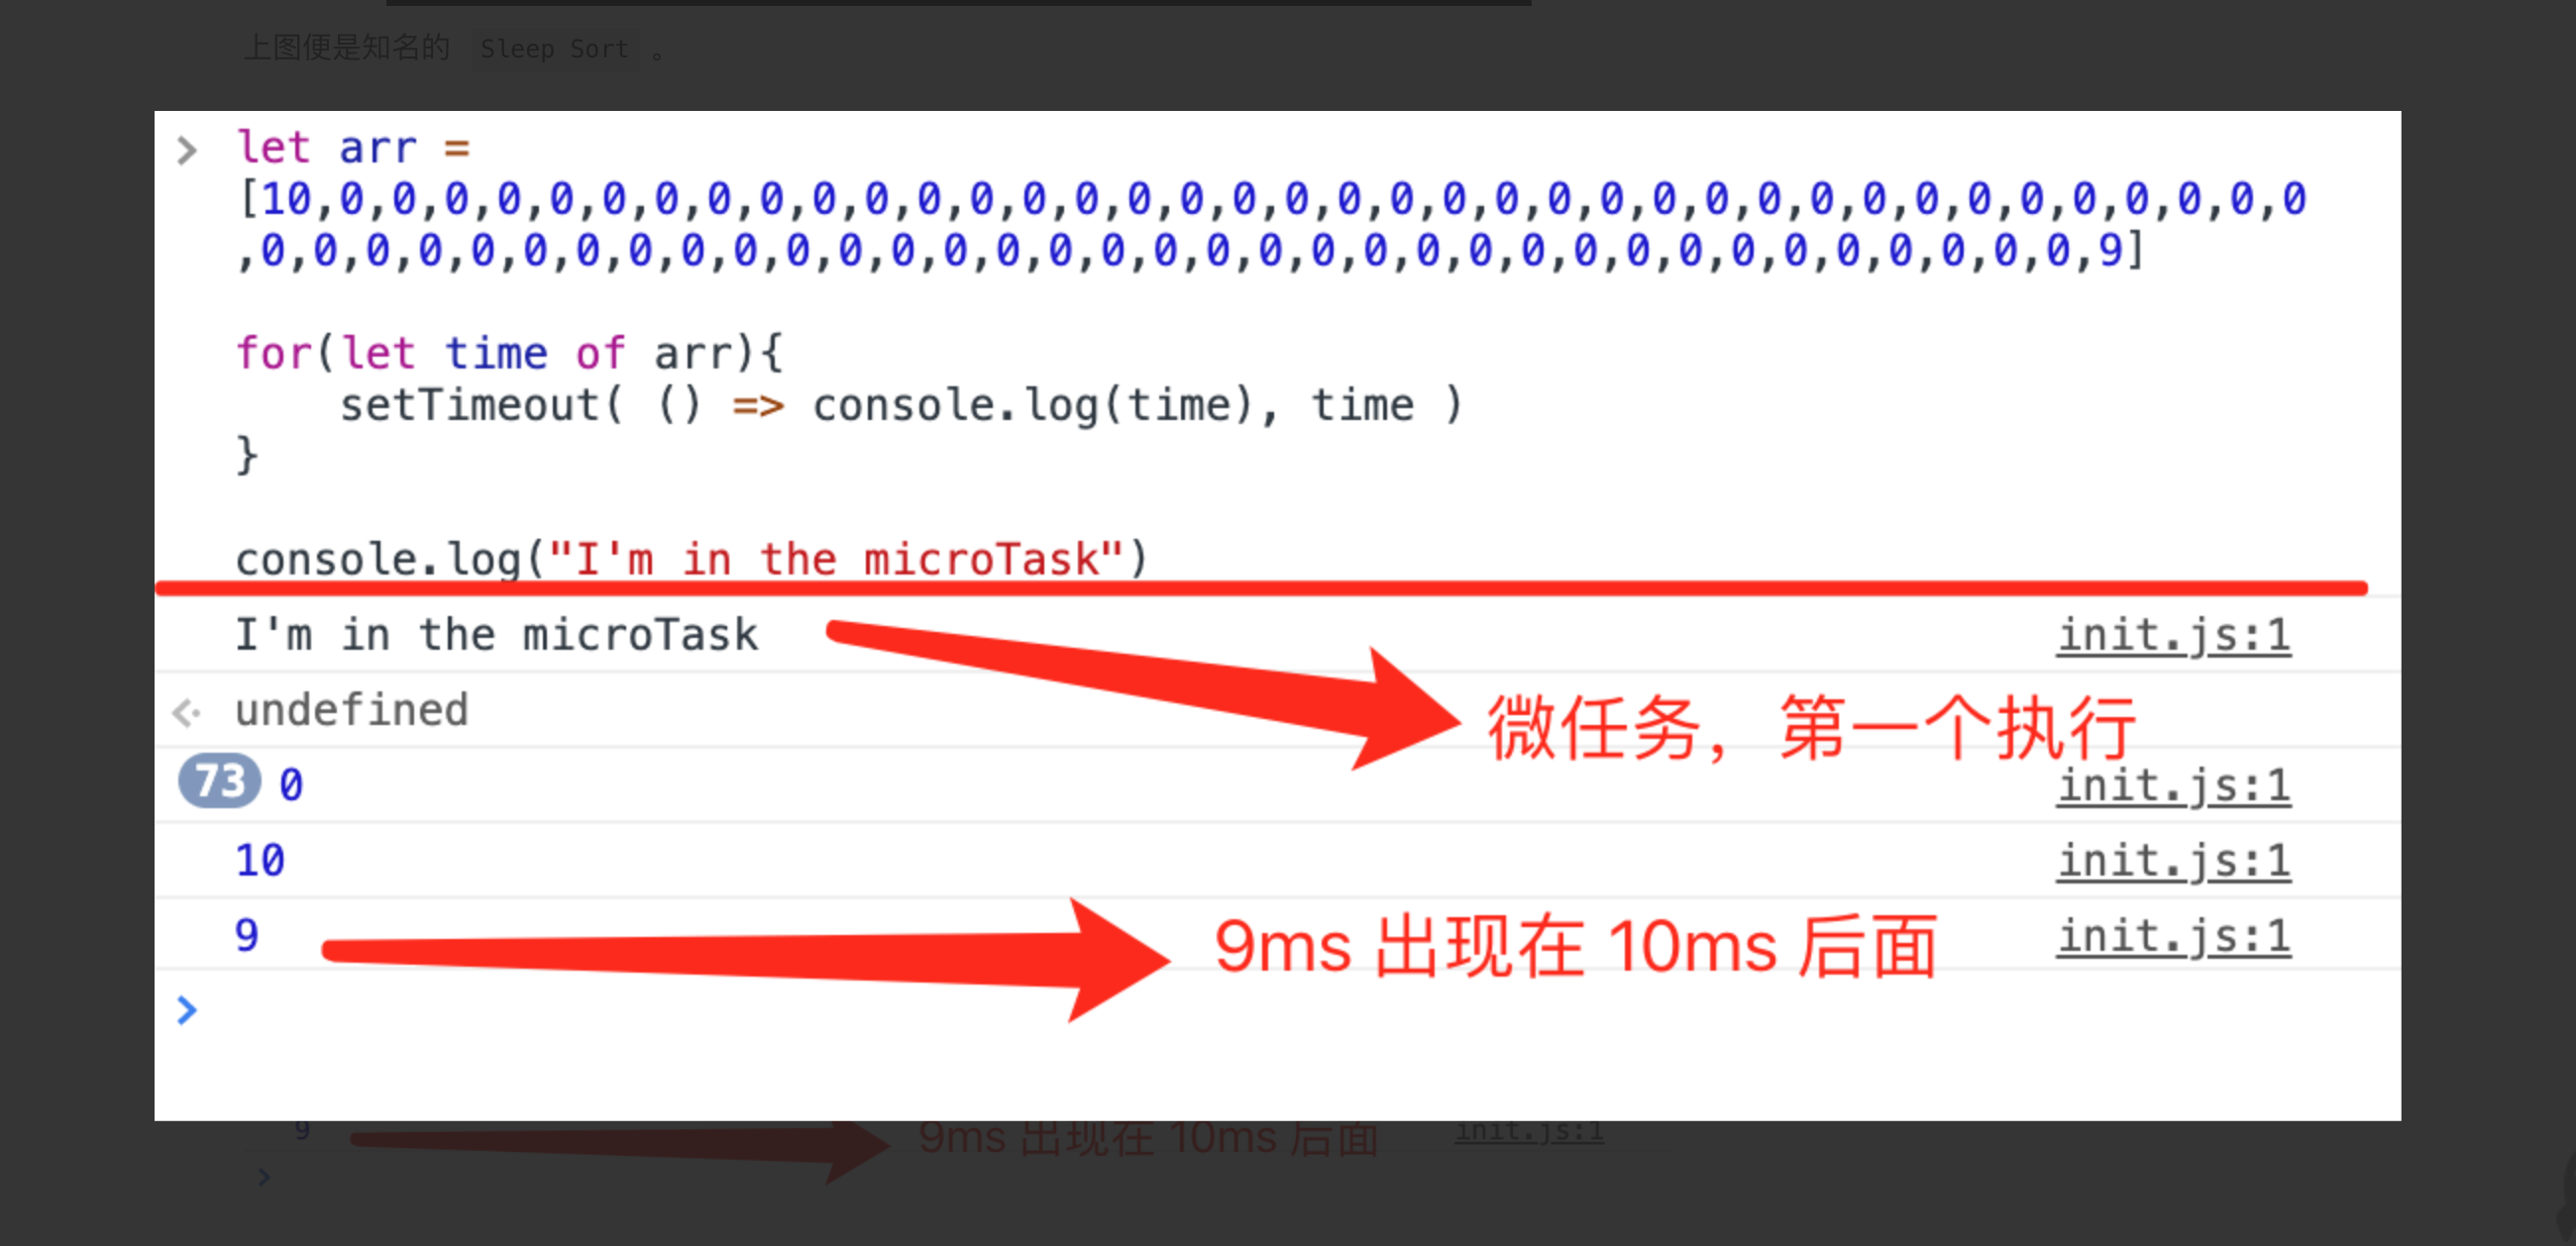 上图便是知名的 Sleep Sort 。
> let arr =
[10,0,0,0,0,0,0,0,0,0,0,0,0,0,0,0,0,0,0,0,0,0,0,0,0,0,0,0,0,0,0,0,0,0,0,0,0,0,0
,0,0,0,0,0,0,0,0,0,0,0,0,0,0,0,0,0,0,0,0,0,0,0,0,0,0,0,0,0,0,0,0,0,0,0,9]
for(let time of arr){
setTimeout( () => console.log(time), time )
}
console.log("I'm in the microTask")
I'm in the microTask init.js:1
undefined
微任务，第一个执行
73 0 init.js:1
10 init.js:1
9 9ms 出现在 10ms 后面 init.js:1
>
9 9ms 出现在 10ms 后面 init.js:1
>